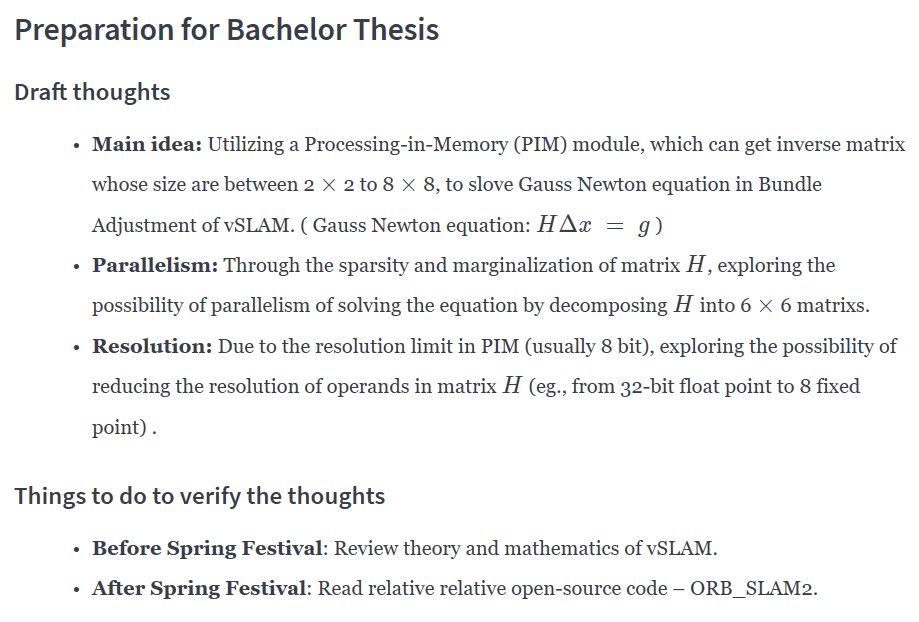 Preparation for Bachelor Thesis
Draft thoughts
• Main idea: Utilizing a Processing-in-Memory (PIM) module, which can get inverse matrix
whose size are between 2 × 2 to 8 × 8, to slove Gauss Newton equation in Bundle
Adjustment of vSLAM. ( Gauss Newton equation: HΔx = g )
• Parallelism: Through the sparsity and marginalization of matrix H, exploring the
possibility of parallelism of solving the equation by decomposing H into 6 × 6 matrixs.
• Resolution: Due to the resolution limit in PIM (usually 8 bit), exploring the possibility of
reducing the resolution of operands in matrix H (eg., from 32-bit float point to 8 fixed
point) .
Things to do to verify the thoughts
• Before Spring Festival: Review theory and mathematics of vSLAM.
• After Spring Festival: Read relative relative open-source code – ORB_SLAM2.